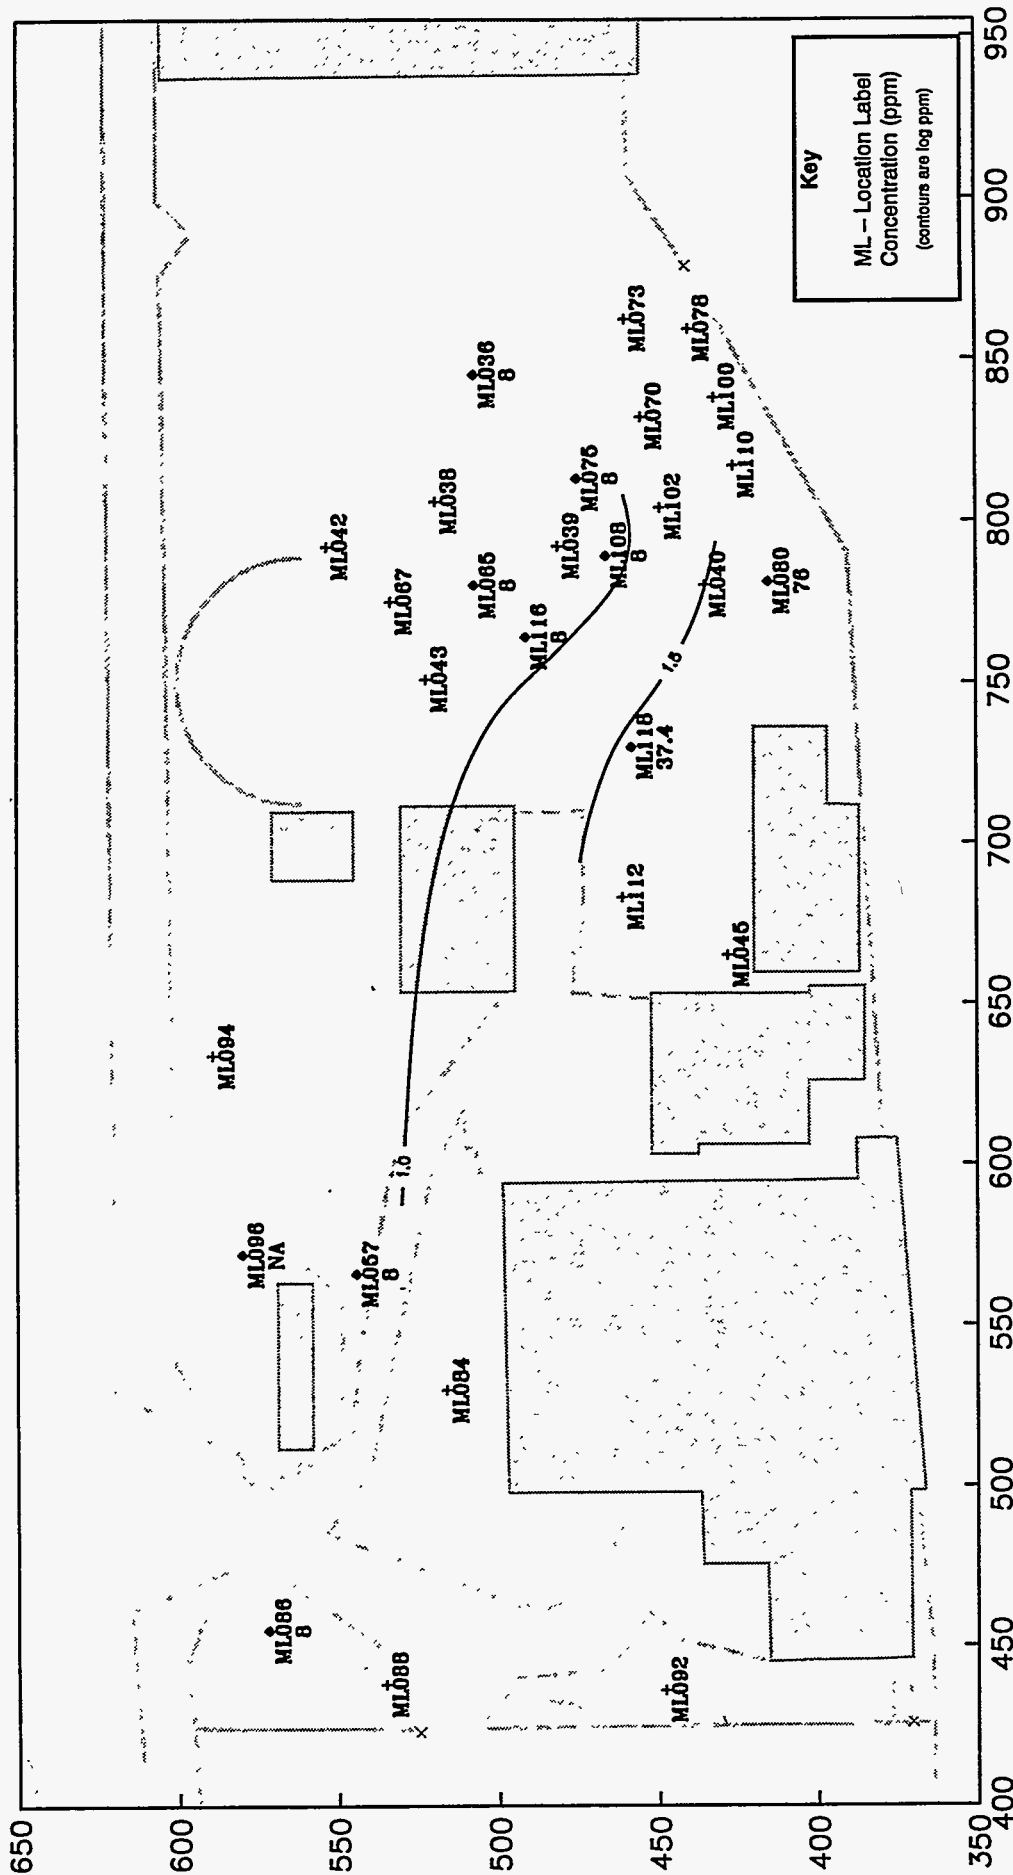 650
600
550
500
450
400
350
400
450
500
550
600
650
700
750
800
850
900
950
Key
ML – Location Label
Concentration (ppm)
(contours are log ppm)
ML042
ML067
ML043
ML038
ML036
8
ML065
8
ML116
8
ML039
ML075
8
ML108
8
ML073
ML070
ML078
ML102
ML100
ML110
ML040
ML080
76
1.5
ML118
37.4
ML112
ML045
ML094
1.0
ML096
NA
ML057
8
ML084
ML086
8
ML088
ML092